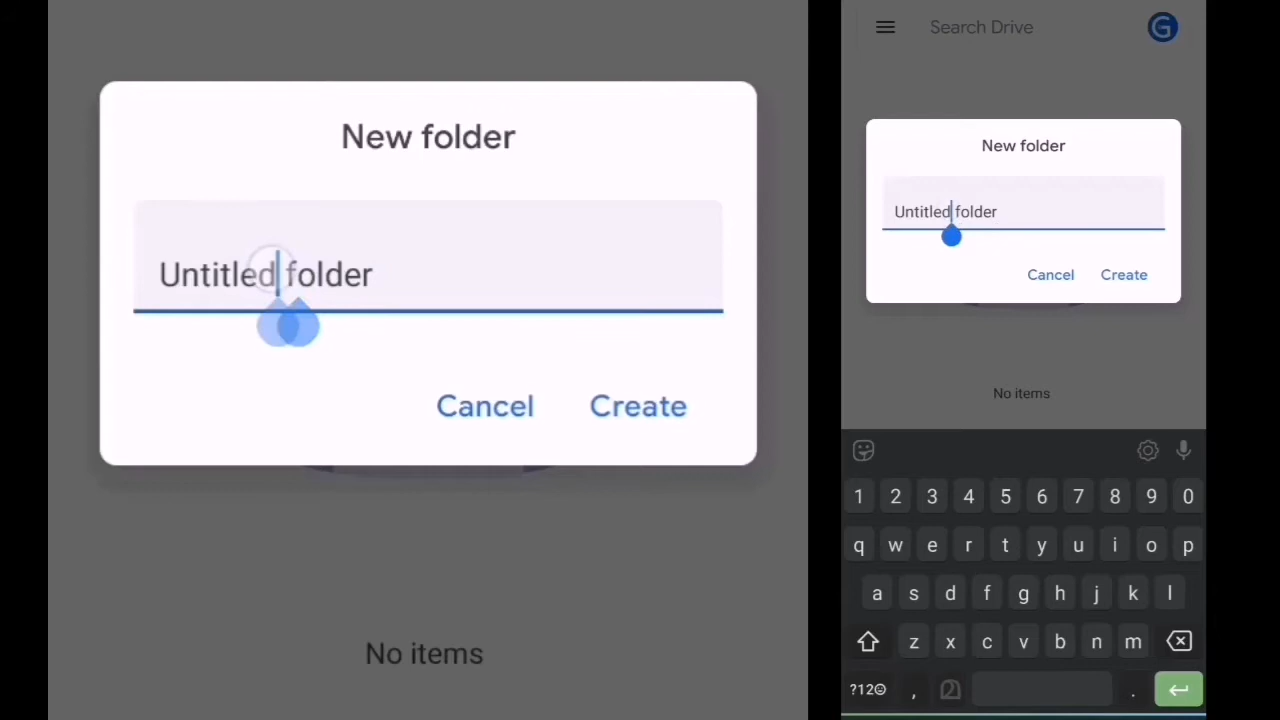 New folder
Untitled folder
Cancel Create
No items
Search Drive G
New folder
Untitled folder
Cancel Create
No items
1 2 3 4 5 6 7 8 9 0
q w e r t y u i o p
a s d f g h j k l
z x c v b n m
?123☺ , മ .